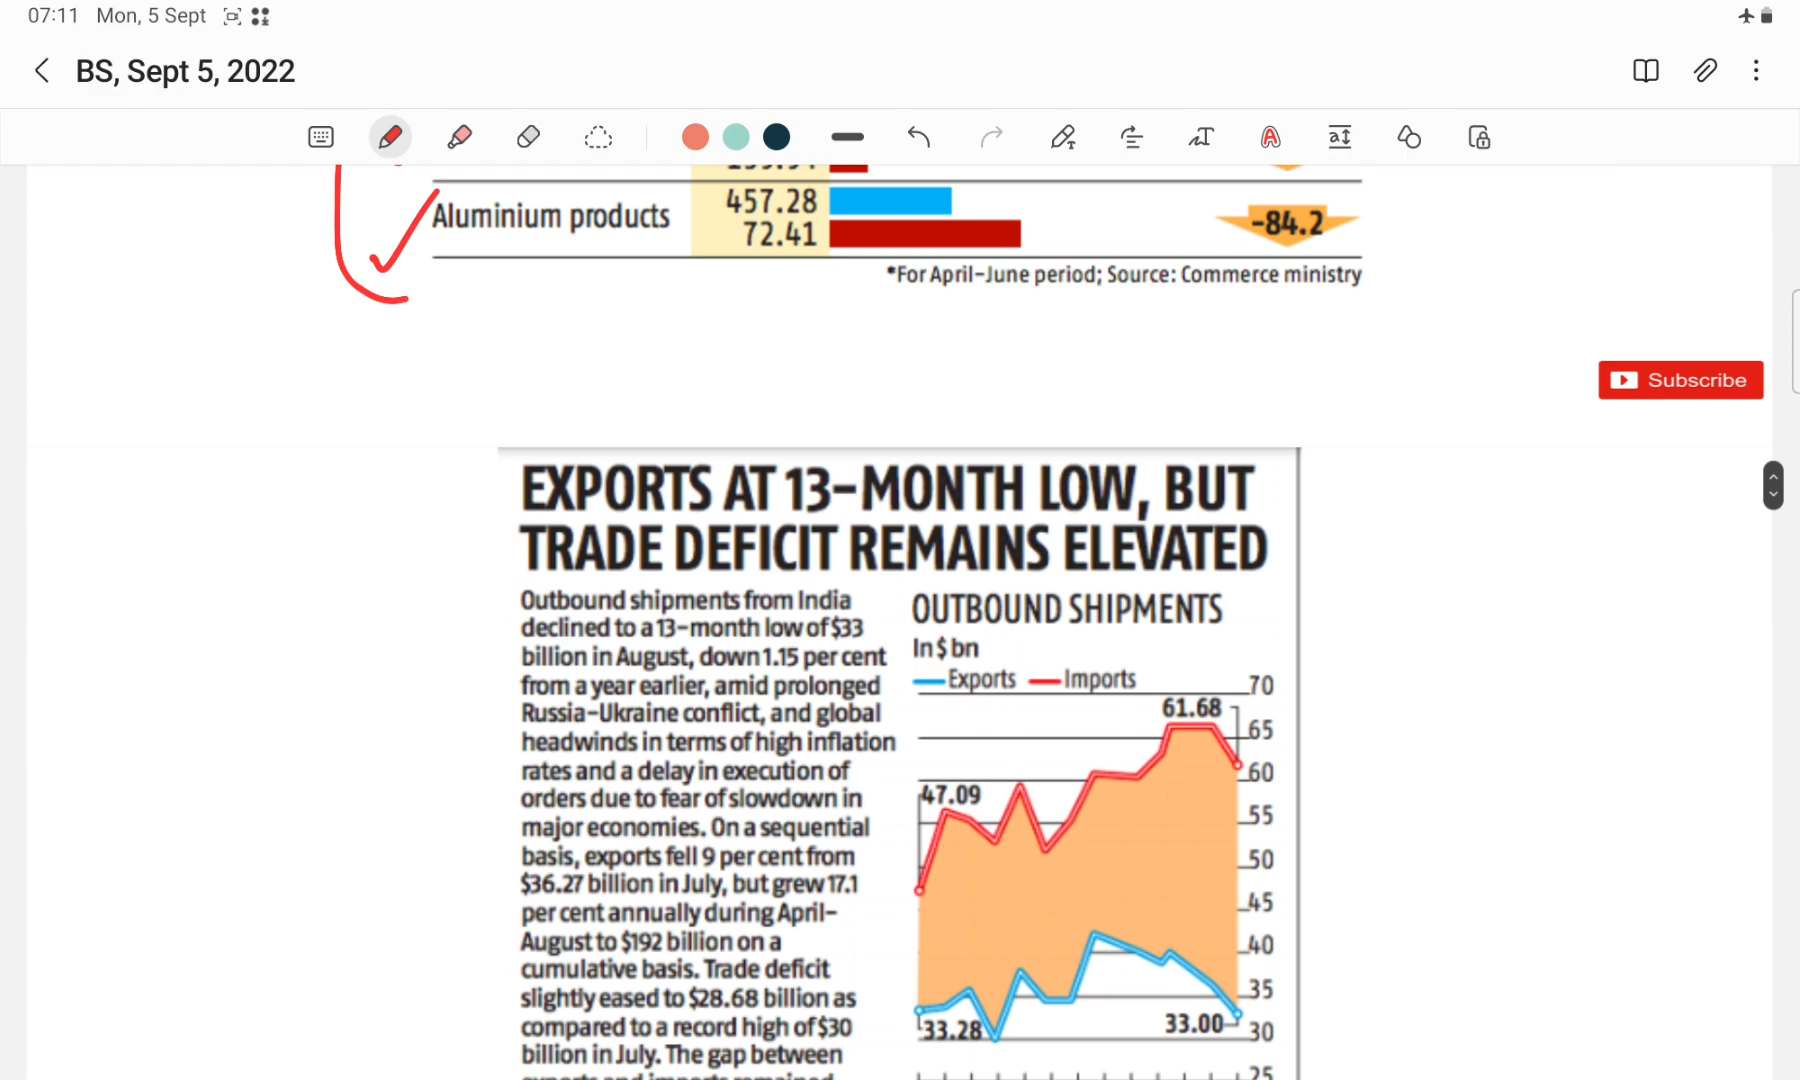 07:11 Mon, 5 Sept
BS, Sept 5, 2022
Aluminium products
457.28
72.41
-84.2
*For April-June period; Source: Commerce ministry
Subscribe
EXPORTS AT 13-MONTH LOW, BUT
TRADE DEFICIT REMAINS ELEVATED
Outbound shipments from India
declined to a 13-month low of $33
billion in August, down 1.15 per cent
from a year earlier, amid prolonged
Russia-Ukraine conflict, and global
headwinds in terms of high inflation
rates and a delay in execution of
orders due to fear of slowdown in
major economies. On a sequential
basis, exports fell 9 per cent from
$36.27 billion in July, but grew 17.1
per cent annually during April-
August to $192 billion on a
cumulative basis. Trade deficit
slightly eased to $28.68 billion as
compared to a record high of $30
billion in July. The gap between
OUTBOUND SHIPMENTS
In $ bn
Exports Imports
70
61.68
65
60
47.09
55
50
45
40
35
33.28
33.00
30
25